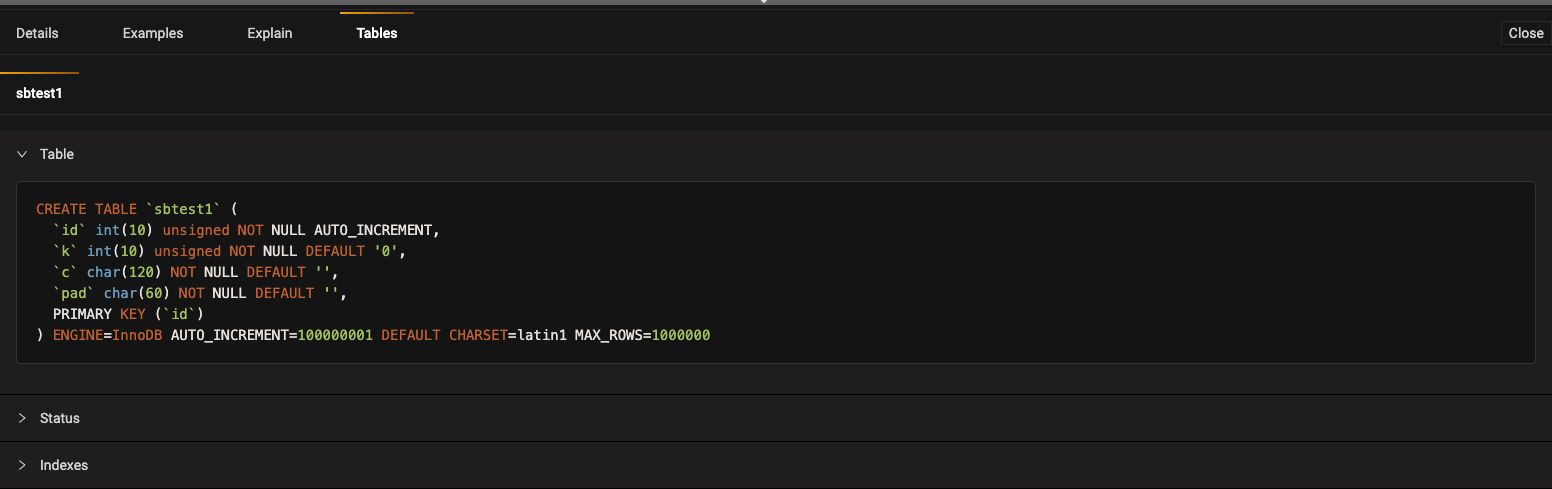 Details Examples Explain Tables Close
sbtest1
Table
CREATE TABLE `sbtest1` (
  `id` int(10) unsigned NOT NULL AUTO_INCREMENT,
  `k` int(10) unsigned NOT NULL DEFAULT '0',
  `c` char(120) NOT NULL DEFAULT '',
  `pad` char(60) NOT NULL DEFAULT '',
  PRIMARY KEY (`id`)
) ENGINE=InnoDB AUTO_INCREMENT=100000001 DEFAULT CHARSET=latin1 MAX_ROWS=1000000
Status
Indexes